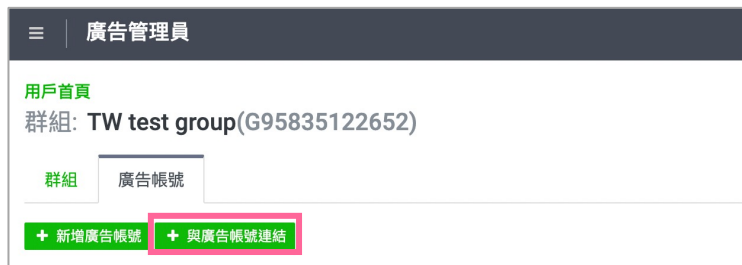 廣告管理員
用戶首頁
群組: TW test group(G95835122652)
群組 廣告帳號
+ 新增廣告帳號 + 與廣告帳號連結